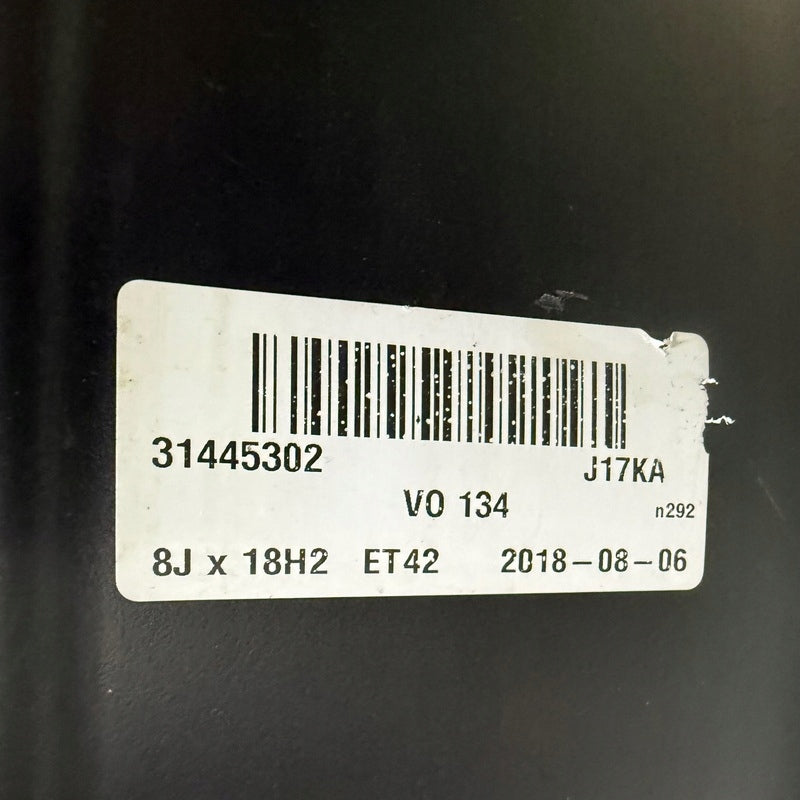 31445302 J17KA
VO 134
n292
8J x 18H2 ET42 2018-08-06